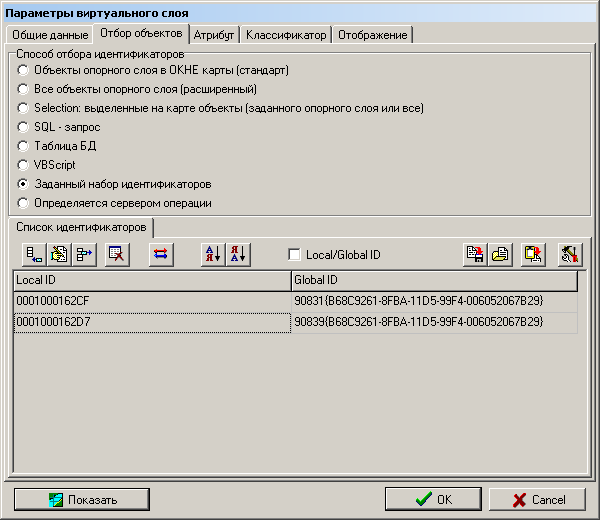 Параметры виртуального слоя
Общие данные Отбор объектов Атрибут Классификатор Отображение
Способ отбора идентификаторов
Объекты опорного слоя в ОКНЕ карты (стандарт)
Все объекты опорного слоя (расширенный)
Selection: выделенные на карте объекты (заданного опорного слоя или все)
SQL - запрос
Таблица БД
VBScript
Заданный набор идентификаторов
Определяется сервером операции
Список идентификаторов
А Я Я А Local/Global ID
Local ID Global ID
0001000162CF 90831{B68C9261-8FBA-11D5-99F4-006052067B29}
0001000162D7 90839{B68C9261-8FBA-11D5-99F4-006052067B29}
Показать OK Cancel